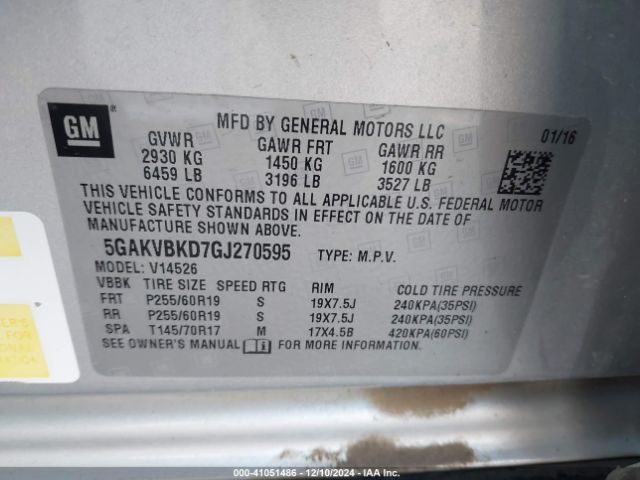 GM
MFD BY GENERAL MOTORS LLC 01/16
GVWR GAWR FRT GAWR RR
2930 KG 1450 KG 1600 KG
6459 LB 3196 LB 3527 LB
THIS VEHICLE CONFORMS TO ALL APPLICABLE U.S. FEDERAL MOTOR
VEHICLE SAFETY STANDARDS IN EFFECT ON THE DATE OF
MANUFACTURE SHOWN ABOVE.
5GAKVBKD7GJ270595 TYPE: M.P.V.
MODEL: V14526
VBBK TIRE SIZE SPEED RTG RIM COLD TIRE PRESSURE
FRT P255/60R19 S 19X7.5J 240KPA(35PSI)
RR P255/60R19 S 19X7.5J 240KPA(35PSI)
SPA T145/70R17 M 17X4.5B 420KPA(60PSI)
SEE OWNER'S MANUAL FOR MORE INFORMATION
000-41051486 - 12/10/2024 - IAA Inc.